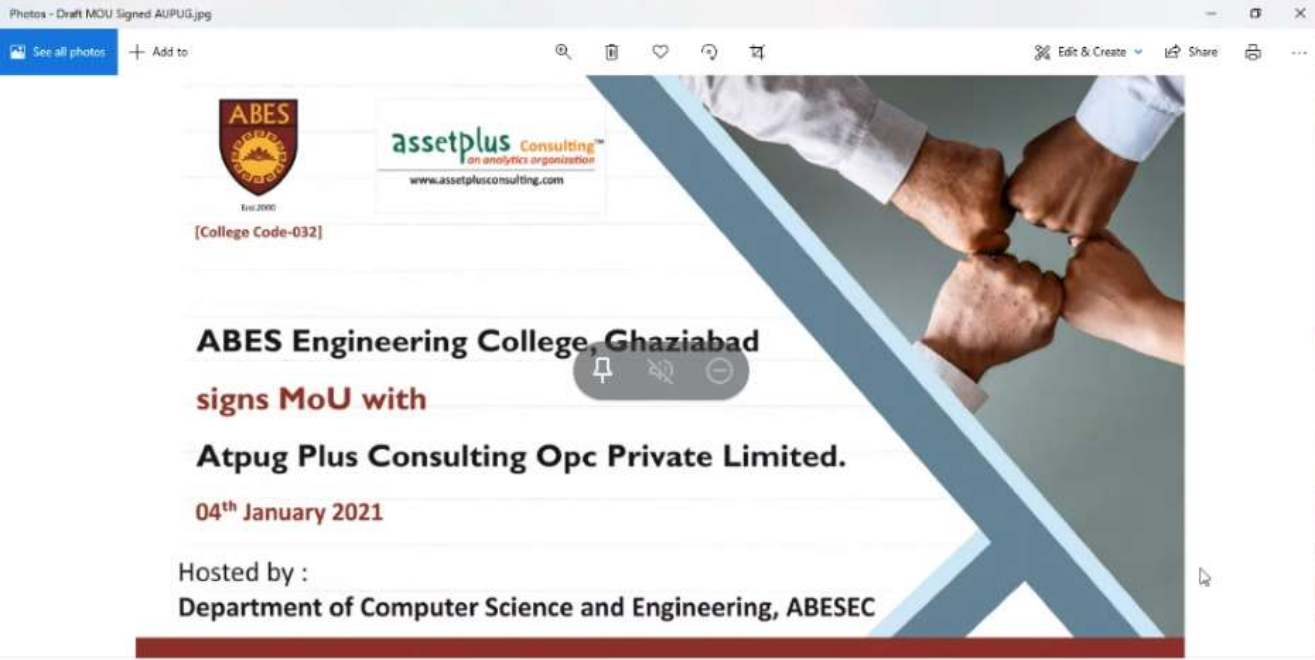 Photos - Draft MOU Signed AUPUG.jpg
See all photos
Add to
Edit & Create
Share
ABES
Estd.2000
[College Code-032]
assetplus Consulting™
an analytics organization
www.assetplusconsulting.com
ABES Engineering College, Ghaziabad
signs MoU with
Atpug Plus Consulting Opc Private Limited.
04th January 2021
Hosted by :
Department of Computer Science and Engineering, ABESEC